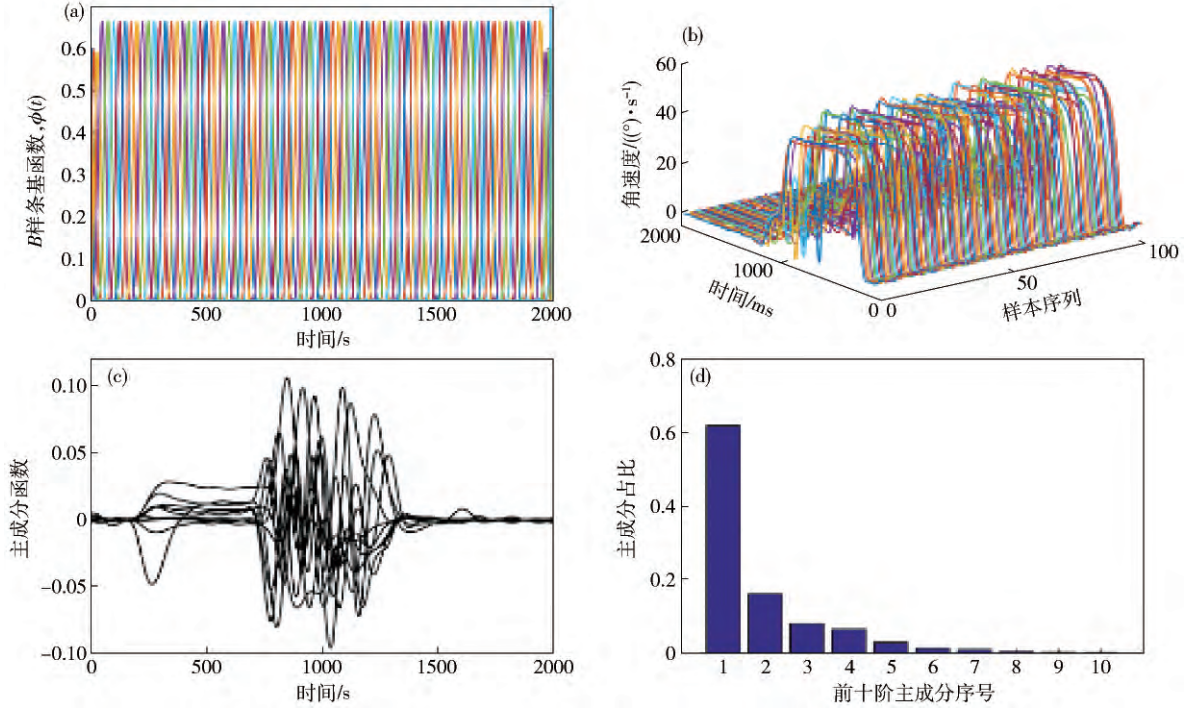 (a)
0.6
0.5
0.4
0.3
0.2
0.1
0
B样条基函数,ϕ(t)
0 500 1000 1500 2000
时间/s
(b)
60
40
20
0
角速度/((°)·s⁻¹)
2000
1000
0
时间/ms
0
50
100
样本序列
(c)
0.10
0.05
0
-0.05
-0.10
主成分函数
0 500 1000 1500 2000
时间/s
(d)
0.8
0.6
0.4
0.2
0
主成分占比
1 2 3 4 5 6 7 8 9 10
前十阶主成分序号